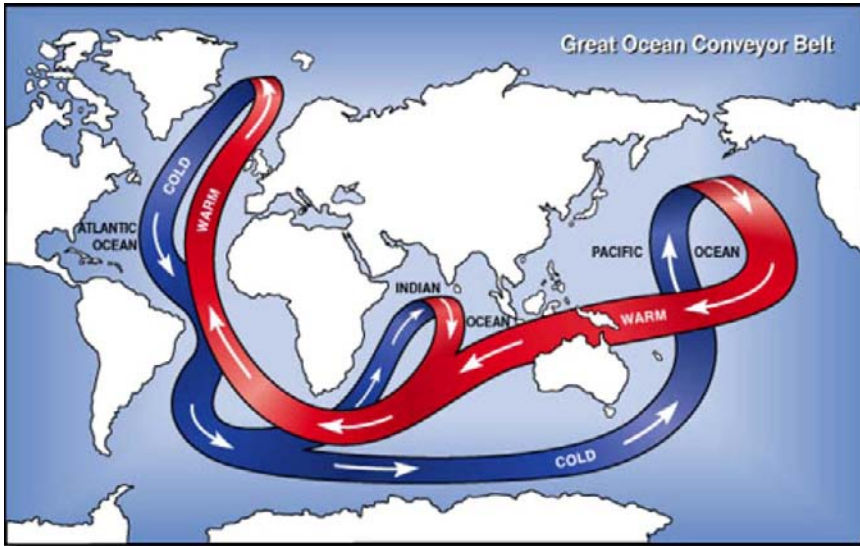 Great Ocean Conveyor Belt
COLD
WARM
ATLANTIC
OCEAN
PACIFIC
OCEAN
INDIAN
OCEAN
WARM
COLD